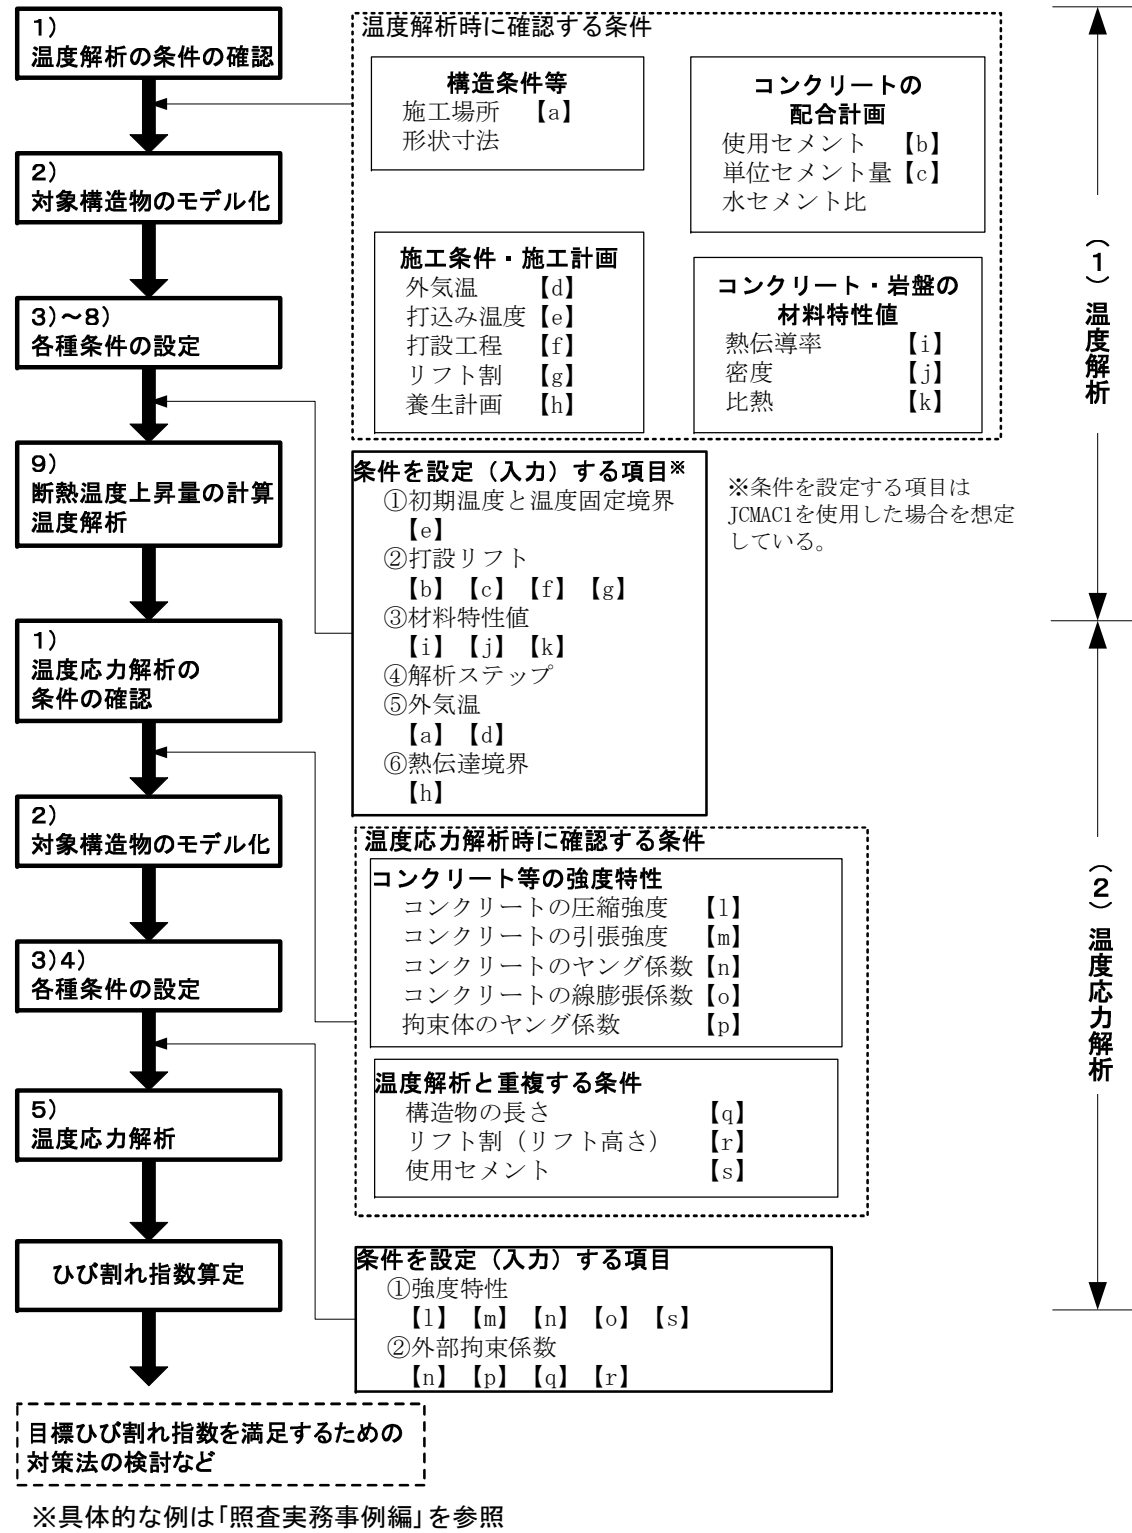 1)
温度解析の条件の確認
2)
対象構造物のモデル化
3)～8)
各種条件の設定
9)
断熱温度上昇量の計算
温度解析
1)
温度応力解析の
条件の確認
2)
対象構造物のモデル化
3)4)
各種条件の設定
5)
温度応力解析
ひび割れ指数算定
目標ひび割れ指数を満足するための
対策法の検討など
※具体的な例は｢照査実務事例編｣を参照
温度解析時に確認する条件
構造条件等
施工場所 【a】
形状寸法
コンクリートの
配合計画
使用セメント 【b】
単位セメント量【c】
水セメント比
施工条件・施工計画
外気温 【d】
打込み温度【e】
打設工程 【f】
リフト割 【g】
養生計画 【h】
コンクリート・岩盤の
材料特性値
熱伝導率 【i】
密度 【j】
比熱 【k】
条件を設定（入力）する項目※
①初期温度と温度固定境界
【e】
②打設リフト
【b】【c】【f】【g】
③材料特性値
【i】【j】【k】
④解析ステップ
⑤外気温
【a】【d】
⑥熱伝達境界
【h】
※条件を設定する項目は
JCMAC1を使用した場合を想定
している。
温度応力解析時に確認する条件
コンクリート等の強度特性
コンクリートの圧縮強度 【l】
コンクリートの引張強度 【m】
コンクリートのヤング係数【n】
コンクリートの線膨張係数【o】
拘束体のヤング係数 【p】
温度解析と重複する条件
構造物の長さ 【q】
リフト割（リフト高さ） 【r】
使用セメント 【s】
条件を設定（入力）する項目
①強度特性
【l】【m】【n】【o】【s】
②外部拘束係数
【n】【p】【q】【r】
(1) 温度解析
(2) 温度応力解析